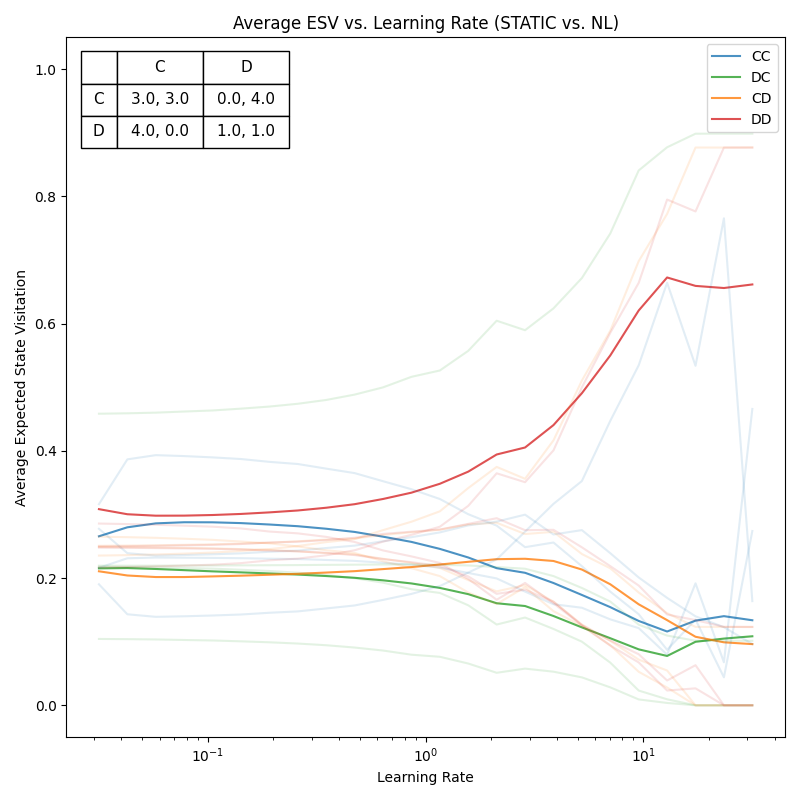 Average ESV vs. Learning Rate (STATIC vs. NL)
C D
C 3.0, 3.0 0.0, 4.0
D 4.0, 0.0 1.0, 1.0
CC
DC
CD
DD
1.0
0.8
0.6
0.4
0.2
0.0
Average Expected State Visitation
10⁻¹ 10⁰ 10¹
Learning Rate